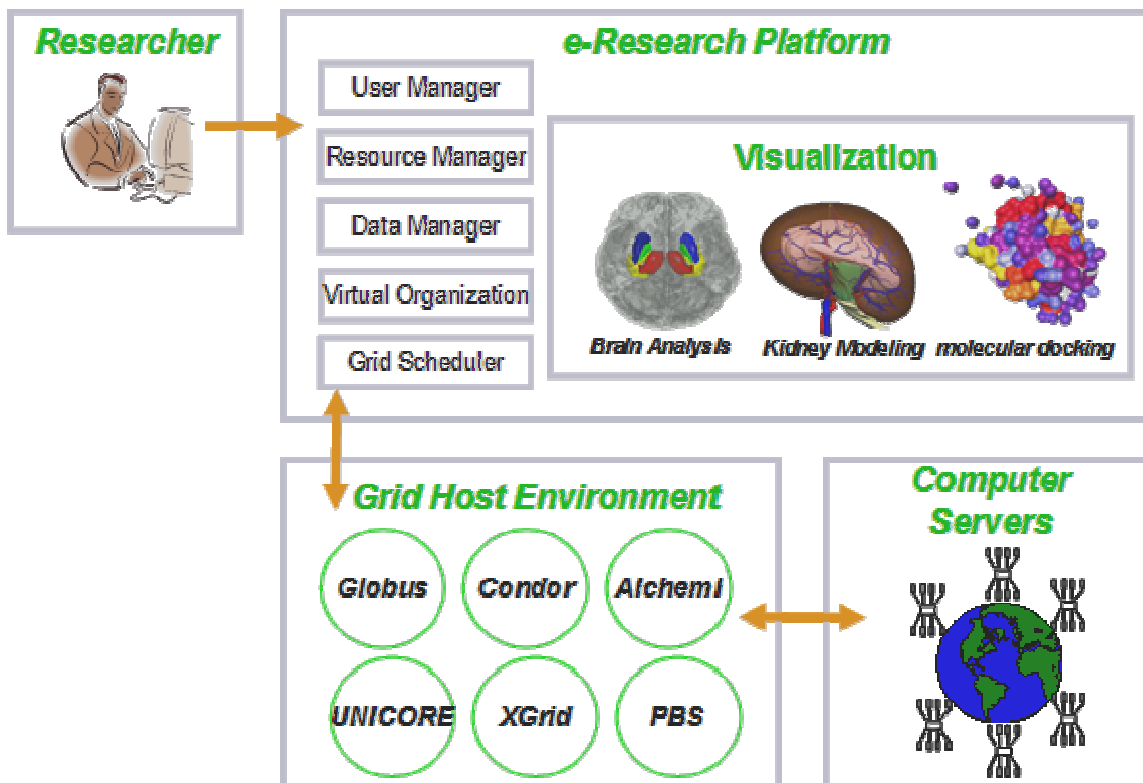 Researcher
e-Research Platform
User Manager
Resource Manager
Data Manager
Virtual Organization
Grid Scheduler
Visualization
Brain Analysis
Kidney Modeling
molecular docking
Grid Host Environment
Globus
Condor
Alchemi
UNICORE
XGrid
PBS
Computer
Servers